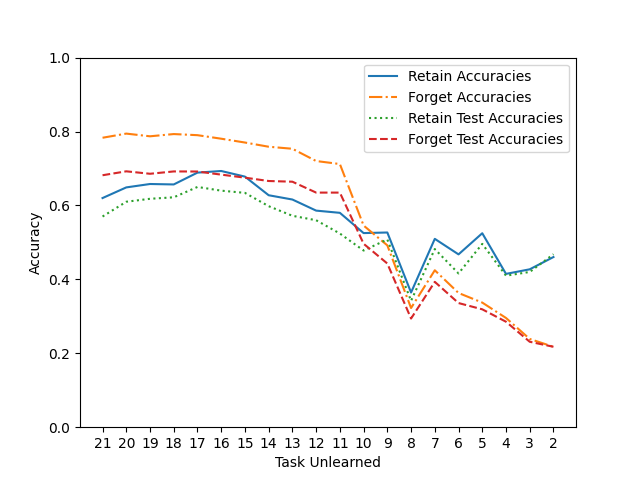 Retain Accuracies
Forget Accuracies
Retain Test Accuracies
Forget Test Accuracies
1.0
0.8
0.6
0.4
0.2
0.0
Accuracy
21 20 19 18 17 16 15 14 13 12 11 10 9 8 7 6 5 4 3 2
Task Unlearned